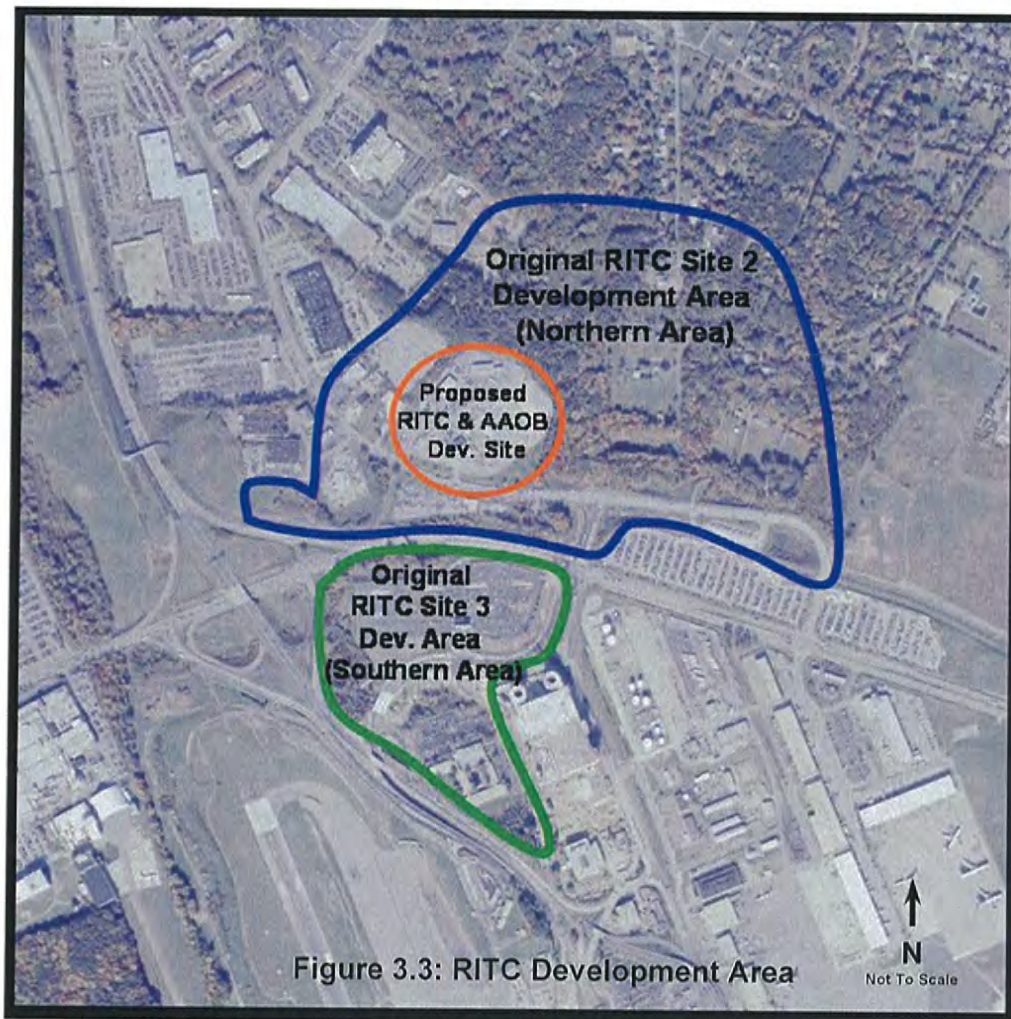 Original RITC Site 2
Development Area
(Northern Area)
Proposed
RITC & AAOB
Dev. Site
Original
RITC Site 3
Dev. Area
(Southern Area)
Figure 3.3: RITC Development Area
N
Not To Scale